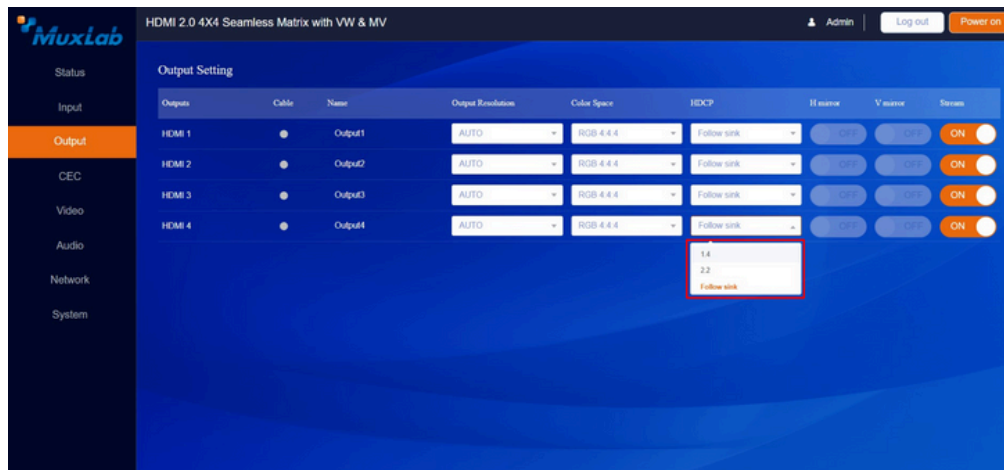 MuxLab
HDMI 2.0 4X4 Seamless Matrix with VW & MV
Admin
Log out
Power on
Status
Input
Output
CEC
Video
Audio
Network
System
Output Setting
Outputs Cable Name Output Resolution Color Space HDCP H mirror V mirror Stream
HDMI 1 Output1 AUTO RGB 4:4:4 Follow sink OFF OFF ON
HDMI 2 Output2 AUTO RGB 4:4:4 Follow sink OFF OFF ON
HDMI 3 Output3 AUTO RGB 4:4:4 Follow sink OFF OFF ON
HDMI 4 Output4 AUTO RGB 4:4:4 Follow sink OFF OFF ON
1.4
2.2
Follow sink